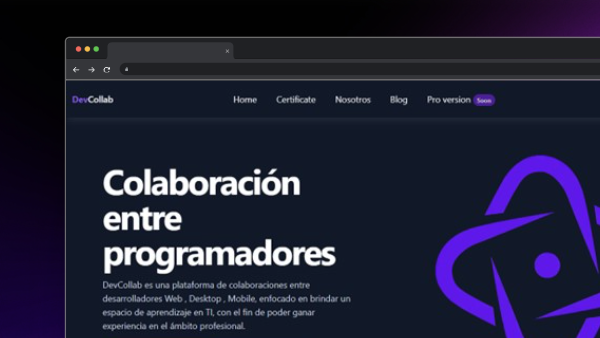 DevCollab
Home Certificate Nosotros Blog Pro version Soon
Colaboración
entre
programadores
DevCollab es una plataforma de colaboraciones entre
desarrolladores Web , Desktop , Mobile, enfocado en brindar un
espacio de aprendizaje en TI, con el fin de poder ganar
experiencia en el ámbito profesional.